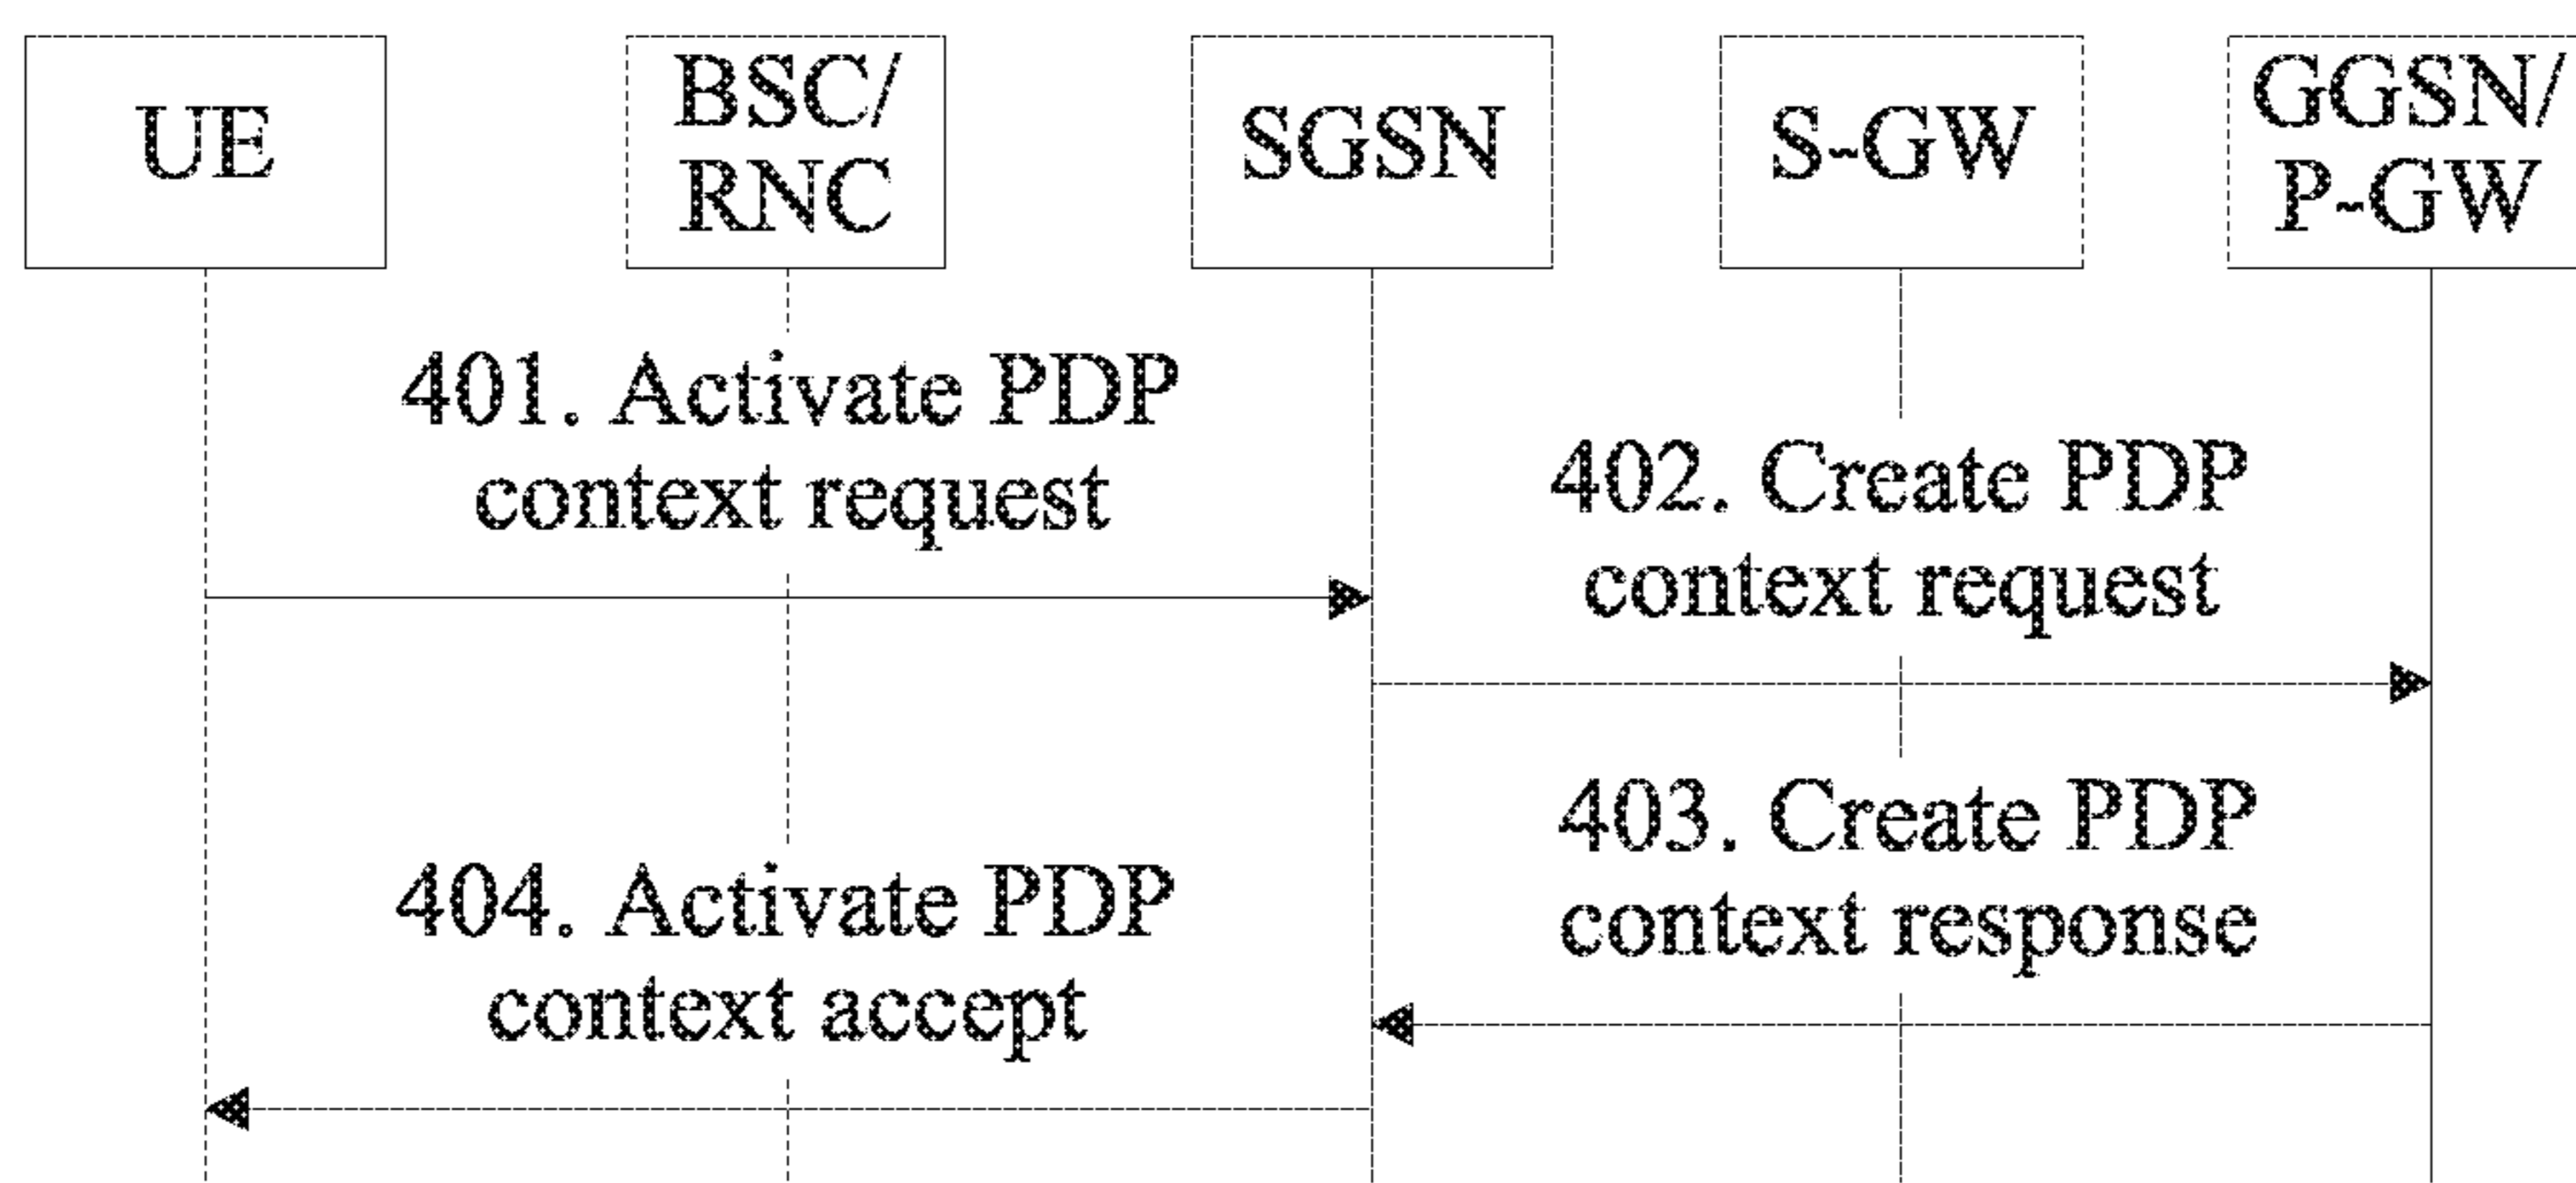 UE
BSC/
RNC
SGSN
S-GW
GGSN/
P-GW
401. Activate PDP
context request
402. Create PDP
context request
403. Create PDP
context response
404. Activate PDP
context accept